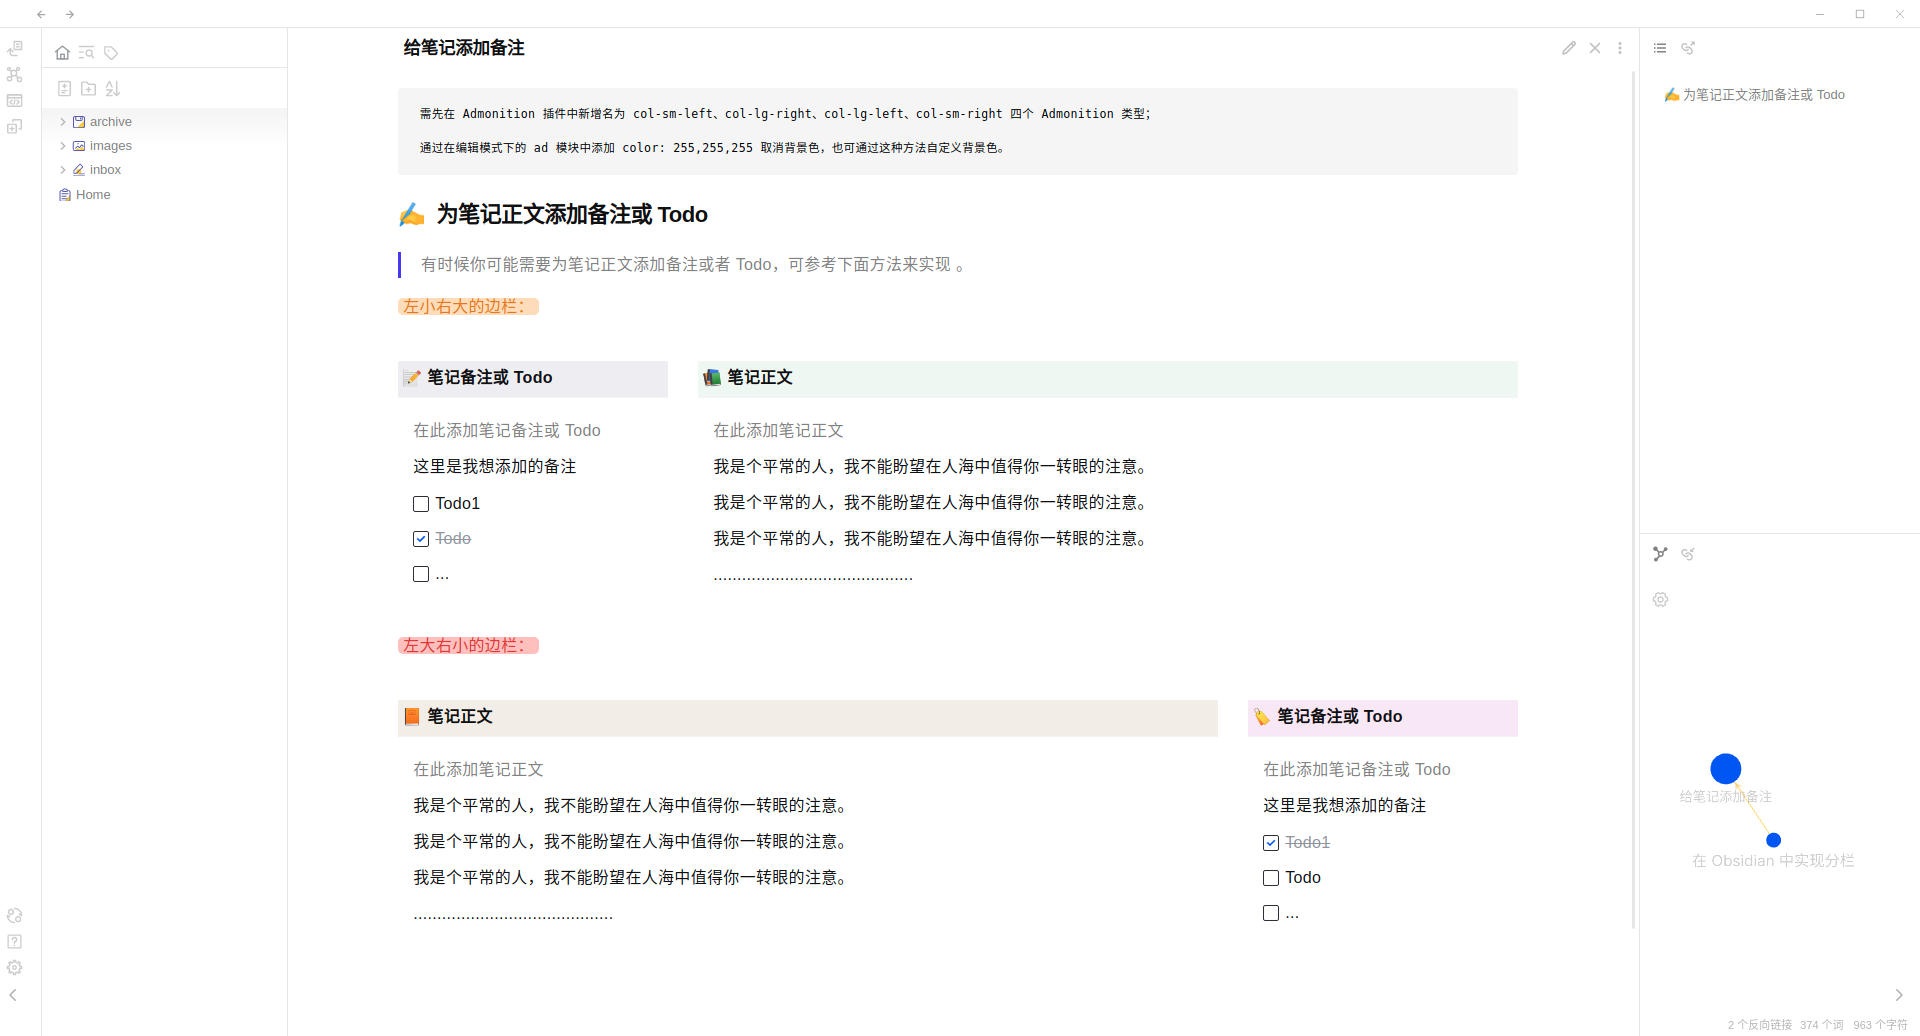 给笔记添加备注
archive
images
inbox
Home
需先在 Admonition 插件中新增名为 col-sm-left、col-lg-right、col-lg-left、col-sm-right 四个 Admonition 类型；
通过在编辑模式下的 ad 模块中添加 color: 255,255,255 取消背景色，也可通过这种方法自定义背景色。
✍️ 为笔记正文添加备注或 Todo
有时候你可能需要为笔记正文添加备注或者 Todo，可参考下面方法来实现 。
左小右大的边栏：
📝 笔记备注或 Todo
在此添加笔记备注或 Todo
这里是我想添加的备注
Todo1
Todo
...
📚 笔记正文
在此添加笔记正文
我是个平常的人，我不能盼望在人海中值得你一转眼的注意。
我是个平常的人，我不能盼望在人海中值得你一转眼的注意。
我是个平常的人，我不能盼望在人海中值得你一转眼的注意。
..........................................
左大右小的边栏：
📙 笔记正文
在此添加笔记正文
我是个平常的人，我不能盼望在人海中值得你一转眼的注意。
我是个平常的人，我不能盼望在人海中值得你一转眼的注意。
我是个平常的人，我不能盼望在人海中值得你一转眼的注意。
..........................................
🏷️ 笔记备注或 Todo
在此添加笔记备注或 Todo
这里是我想添加的备注
Todo1
Todo
...
✍️ 为笔记正文添加备注或 Todo
给笔记添加备注
在 Obsidian 中实现分栏
2 个反向链接 374 个词 963 个字符